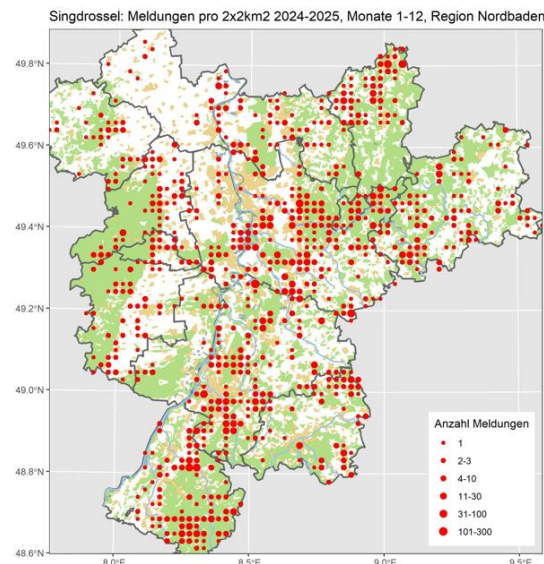 Singdrossel: Meldungen pro 2x2km2 2024-2025, Monate 1-12, Region Nordbaden
49.8°N
49.6°N
49.4°N
49.2°N
49.0°N
48.8°N
48.6°N
8.0°E
8.5°E
9.0°E
9.5°E
Anzahl Meldungen
1
2-3
4-10
11-30
31-100
101-300